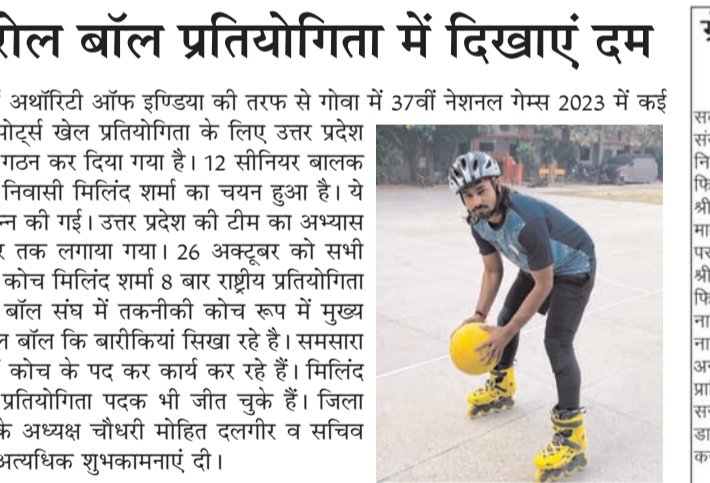 रोल बॉल प्रतियोगिता में दिखाएं दम
अथॉरिटी ऑफ इण्डिया की तरफ से गोवा में 37वीं नेशनल गेम्स 2023 में कई
पोर्ट्स खेल प्रतियोगिता के लिए उत्तर प्रदेश
गठन कर दिया गया है। 12 सीनियर बालक
निवासी मिलिंद शर्मा का चयन हुआ है। ये
न्न की गई। उत्तर प्रदेश की टीम का अभ्यास
र तक लगाया गया। 26 अक्टूबर को सभी
कोच मिलिंद शर्मा 8 बार राष्ट्रीय प्रतियोगिता
बॉल संघ में तकनीकी कोच रूप में मुख्य
ल बॉल कि बारीकियां सिखा रहे है। समसारा
कोच के पद कर कार्य कर रहे हैं। मिलिंद
प्रतियोगिता पदक भी जीत चुके हैं। जिला
के अध्यक्ष चौधरी मोहित दलगीर व सचिव
अत्यधिक शुभकामनाएं दी।